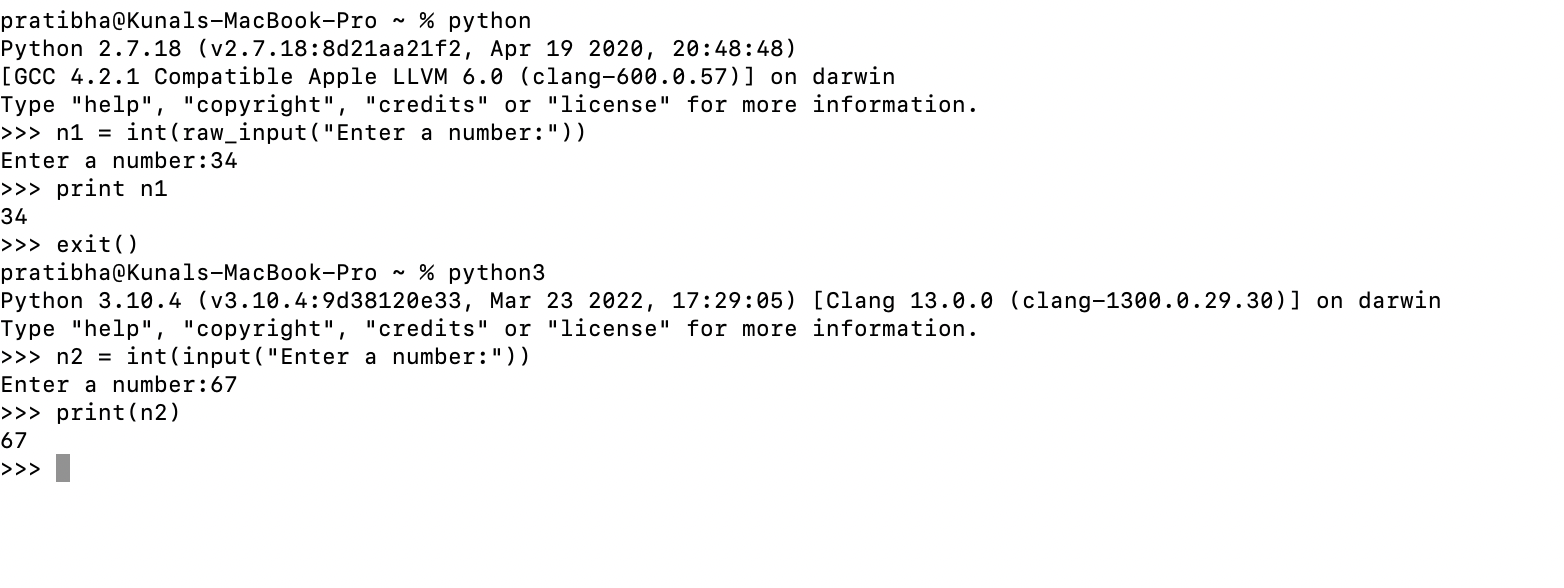 pratibha@Kunals-MacBook-Pro ~ % python
Python 2.7.18 (v2.7.18:8d21aa21f2, Apr 19 2020, 20:48:48)
[GCC 4.2.1 Compatible Apple LLVM 6.0 (clang-600.0.57)] on darwin
Type "help", "copyright", "credits" or "license" for more information.
>>> n1 = int(raw_input("Enter a number:"))
Enter a number:34
>>> print n1
34
>>> exit()
pratibha@Kunals-MacBook-Pro ~ % python3
Python 3.10.4 (v3.10.4:9d38120e33, Mar 23 2022, 17:29:05) [Clang 13.0.0 (clang-1300.0.29.30)] on darwin
Type "help", "copyright", "credits" or "license" for more information.
>>> n2 = int(input("Enter a number:"))
Enter a number:67
>>> print(n2)
67
>>>